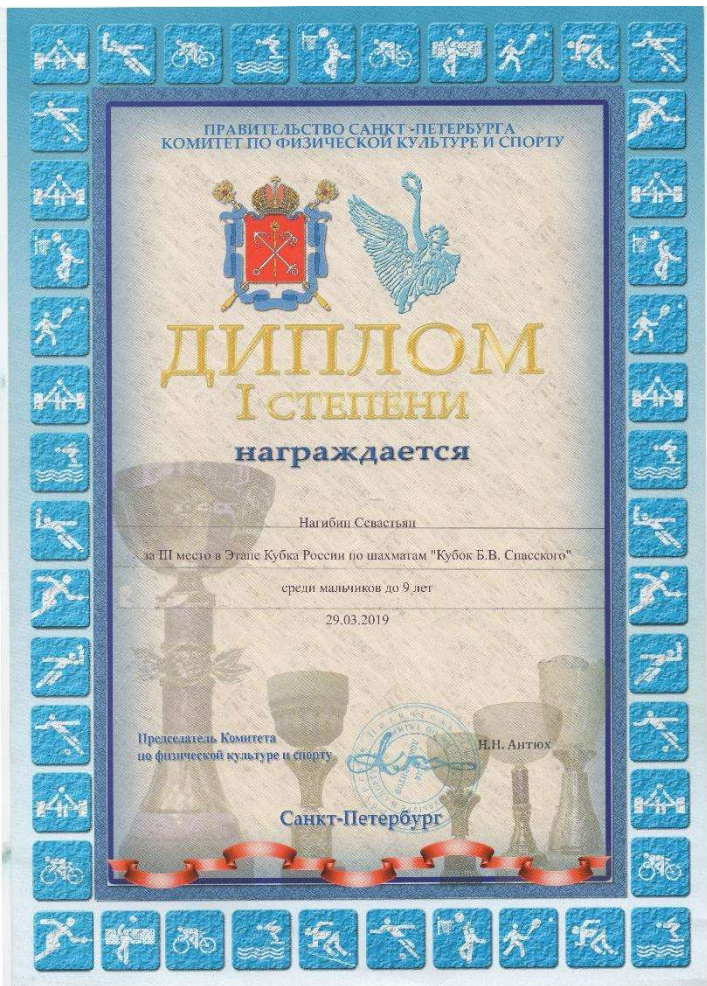 ПРАВИТЕЛЬСТВО САНКТ -ПЕТЕРБУРГА
КОМИТЕТ ПО ФИЗИЧЕСКОЙ КУЛЬТУРЕ И СПОРТУ
ДИПЛОМ
I СТЕПЕНИ
награждается
Нагибин Севастьян
за III место в Этапе Кубка России по шахматам "Кубок Б.В. Спасского"
среди мальчиков до 9 лет
29.03.2019
Председатель Комитета
по физической культуре и спорту
Н.Н. Антюх
Санкт-Петербург